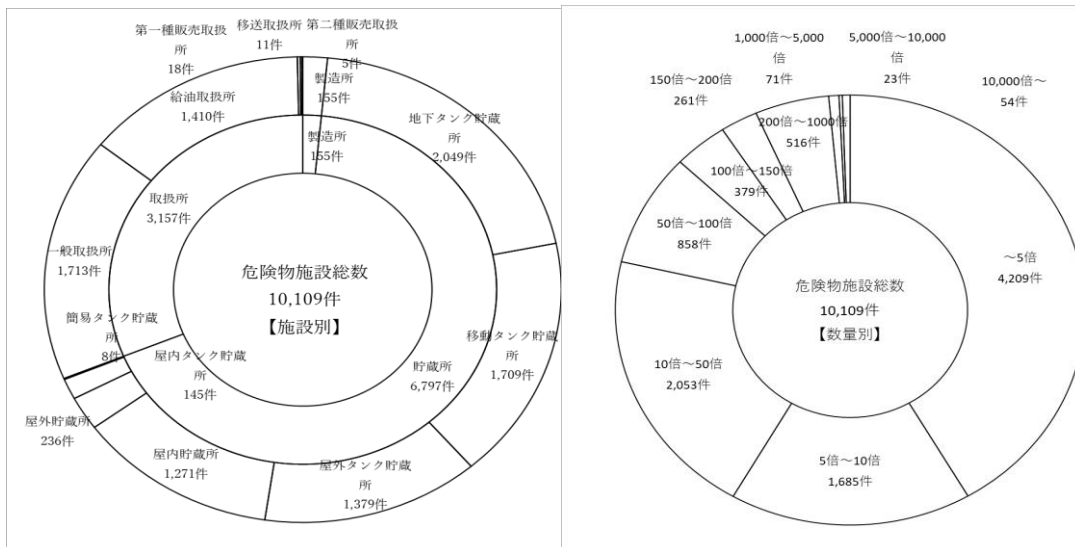 第一種販売取扱
所
18件
移送取扱所
11件
第二種販売取扱
所
5件
製造所
155件
給油取扱所
1,410件
地下タンク貯蔵
所
2,049件
製造所
155件
取扱所
3,157件
一般取扱所
1,713件
危険物施設総数
10,109件
【施設別】
簡易タンク貯蔵
所
8件
屋内タンク貯蔵
所
145件
貯蔵所
6,797件
移動タンク貯蔵
所
1,709件
屋外貯蔵所
236件
屋内貯蔵所
1,271件
屋外タンク貯蔵
所
1,379件
1,000倍～5,000
倍
71件
5,000倍～10,000
倍
23件
10,000倍～
54件
150倍～200倍
261件
200倍～1000倍
516件
100倍～150倍
379件
50倍～100倍
858件
～5倍
4,209件
危険物施設総数
10,109件
【数量別】
10倍～50倍
2,053件
5倍～10倍
1,685件